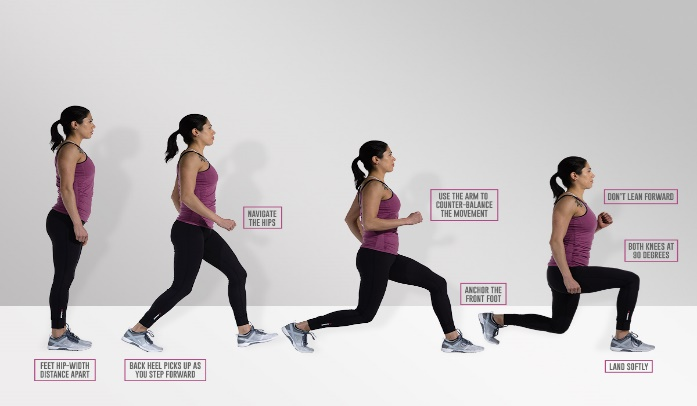 FEET HIP-WIDTH
DISTANCE APART
BACK HEEL PICKS UP AS
YOU STEP FORWARD
NAVIGATE
THE HIPS
USE THE ARM TO
COUNTER-BALANCE
THE MOVEMENT
ANCHOR THE
FRONT FOOT
DON'T LEAN FORWARD
BOTH KNEES AT
90 DEGREES
LAND SOFTLY